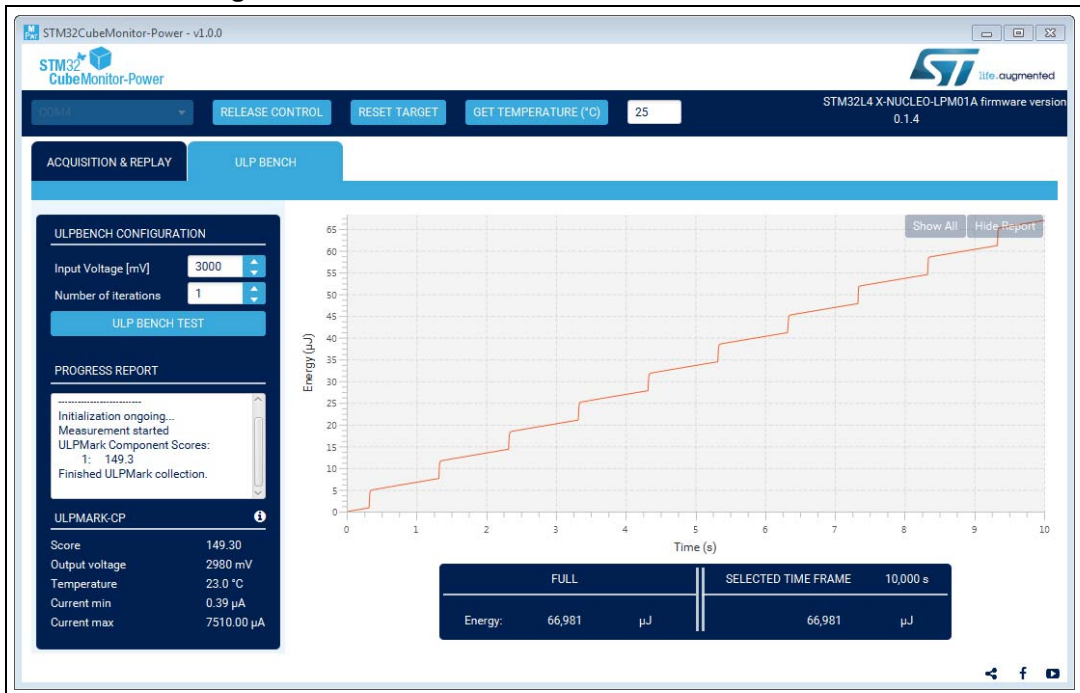 STM32CubeMonitor-Power - v1.0.0
STM32
CubeMonitor-Power
life.augmented
COM4 RELEASE CONTROL RESET TARGET GET TEMPERATURE (°C) 25 STM32L4 X-NUCLEO-LPM01A firmware version
0.1.4
ACQUISITION & REPLAY ULP BENCH
ULPBENCH CONFIGURATION
Input Voltage [mV] 3000
Number of iterations 1
ULP BENCH TEST
PROGRESS REPORT
--------------------------
Initialization ongoing...
Measurement started
ULPMark Component Scores:
1: 149.3
Finished ULPMark collection.
ULPMARK-CP
Score 149.30
Output voltage 2980 mV
Temperature 23.0 °C
Current min 0.39 µA
Current max 7510.00 µA
Show All Hide Report
Energy (µJ)
65
60
55
50
45
40
35
30
25
20
15
10
5
0
0 1 2 3 4 5 6 7 8 9 10
Time (s)
FULL SELECTED TIME FRAME 10,000 s
Energy: 66,981 µJ 66,981 µJ